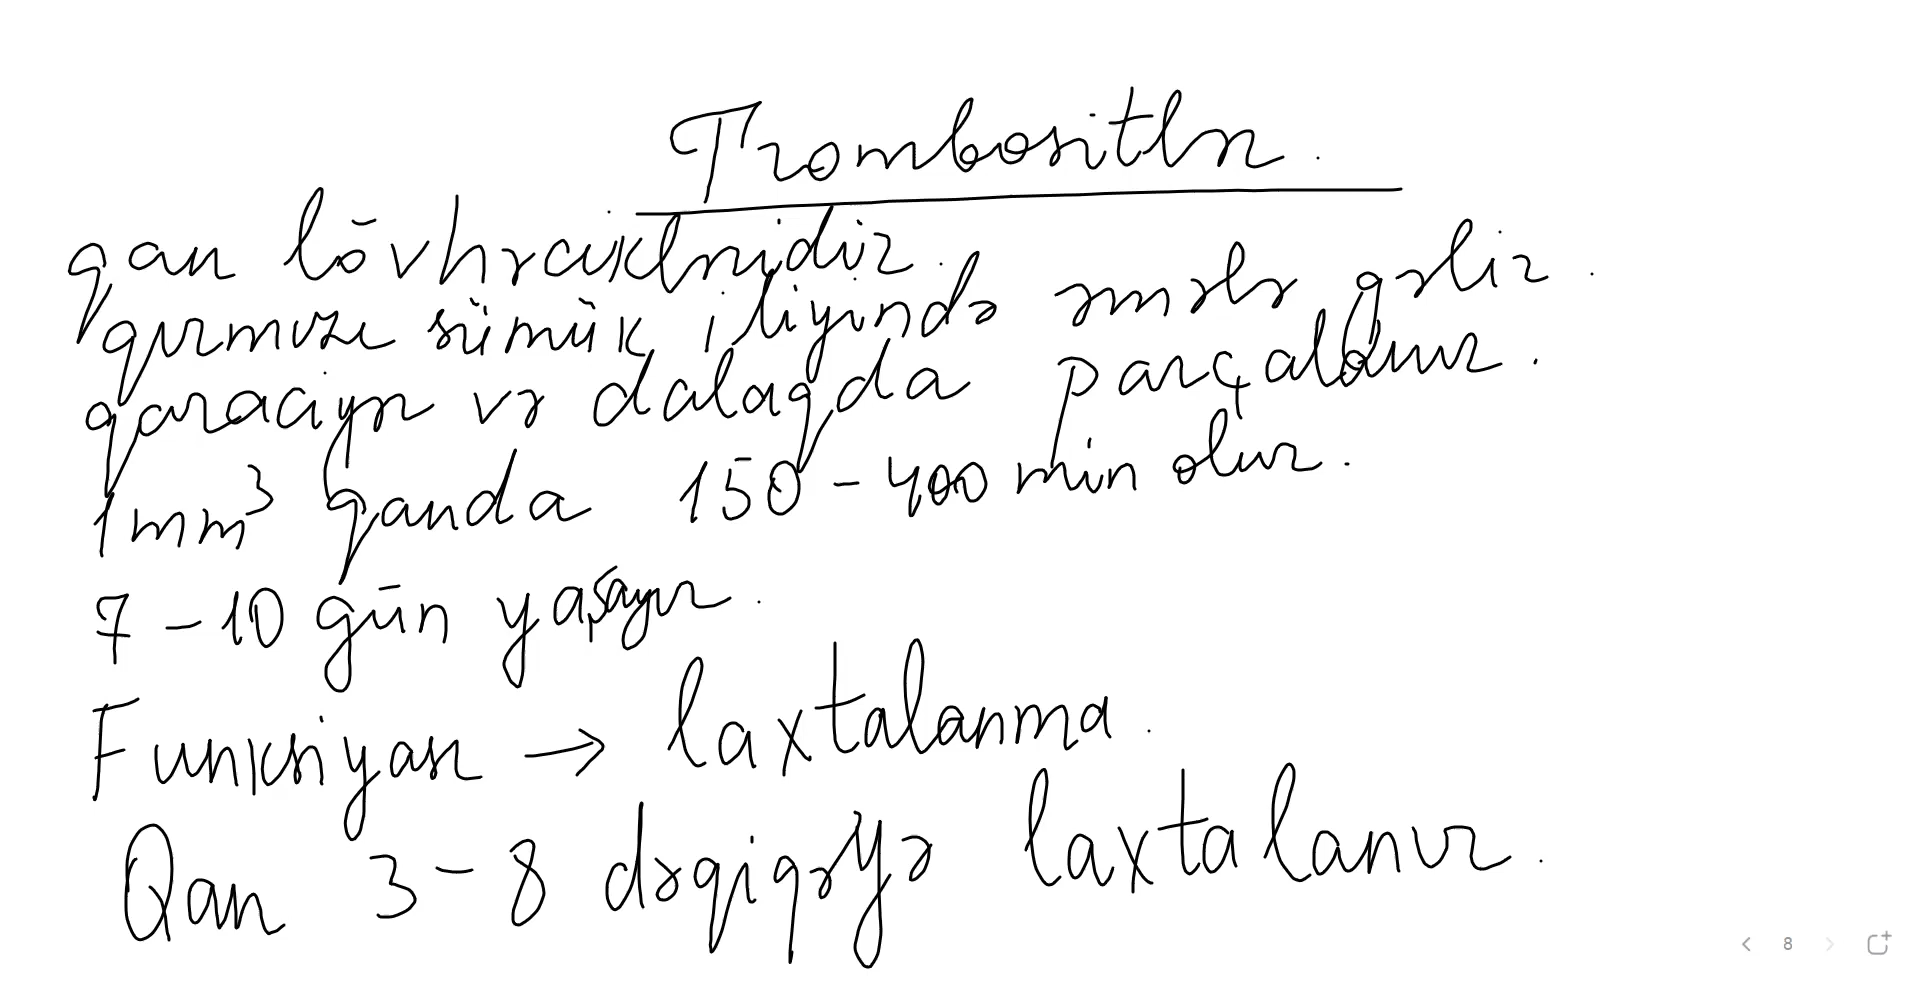 Trombositlər.
qan lövhəcikləridir.
qırmızı sümük iliyində əmələ gəlir.
qaraciyər və dalaqda parçalanır.
1mm³ qanda 150-400 min olur.
7-10 gün yaşayır.
Funksiyası → laxtalanma.
Qan 3-8 dəqiqəyə laxtalanır.
8